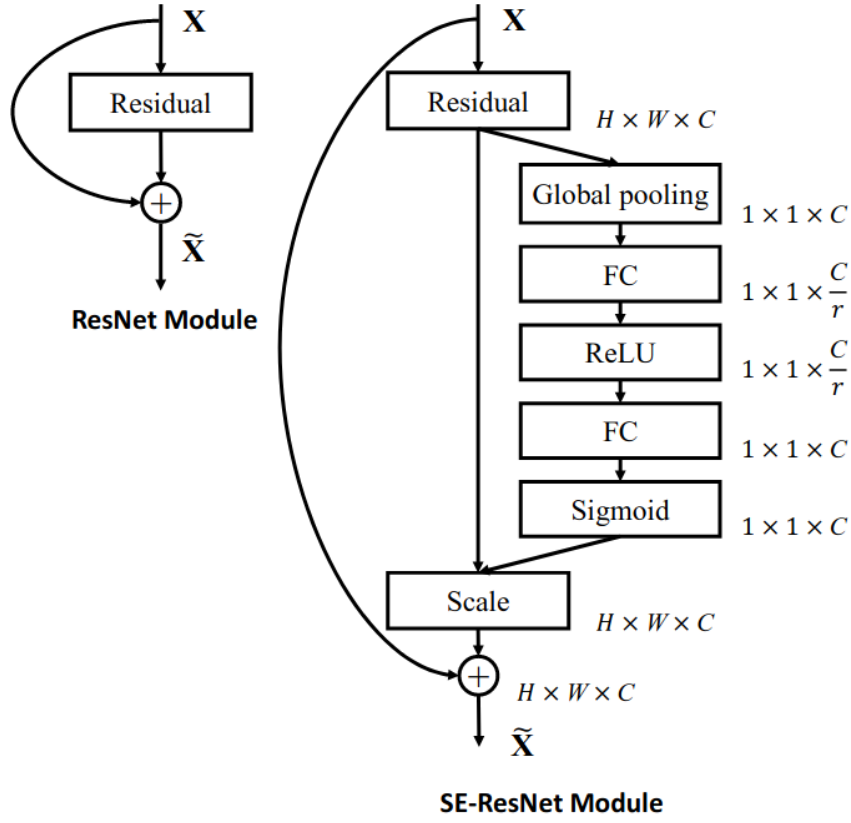 X
Residual
+
X̃
ResNet Module
X
Residual
H × W × C
Global pooling
1 × 1 × C
FC
1 × 1 × C/r
ReLU
1 × 1 × C/r
FC
1 × 1 × C
Sigmoid
1 × 1 × C
Scale
H × W × C
+
H × W × C
X̃
SE-ResNet Module